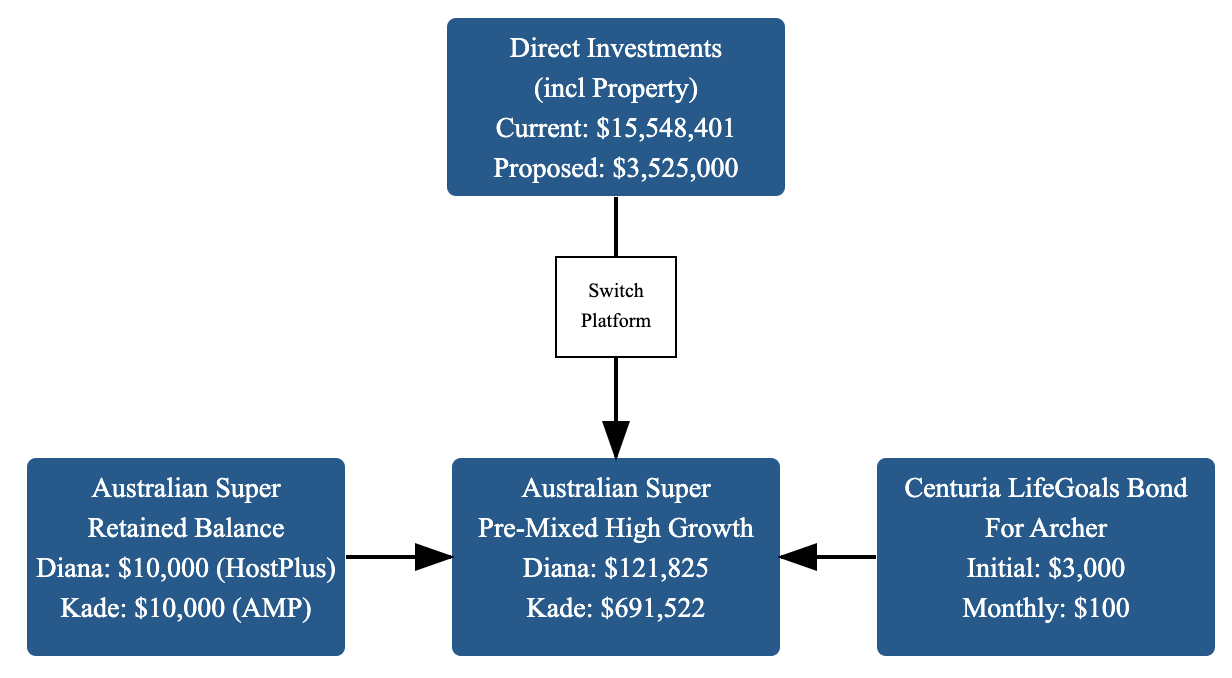 Direct Investments
(incl Property)
Current: $15,548,401
Proposed: $3,525,000
Switch
Platform
Australian Super
Retained Balance
Diana: $10,000 (HostPlus)
Kade: $10,000 (AMP)
Australian Super
Pre-Mixed High Growth
Diana: $121,825
Kade: $691,522
Centuria LifeGoals Bond
For Archer
Initial: $3,000
Monthly: $100